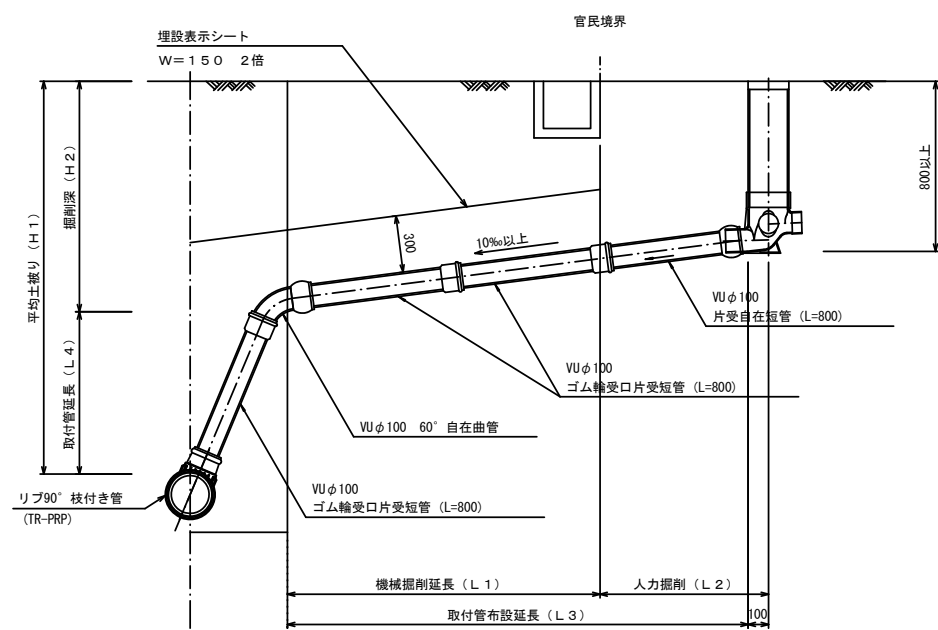 官民境界
埋設表示シート
W=150 2倍
平均土被り（H1）
掘削深（H2）
取付管延長（L4）
300
10‰以上
800以上
VUφ100
片受自在短管 (L=800)
VUφ100
ゴム輪受口片受短管 (L=800)
VUφ100 60°自在曲管
リブ90°枝付き管
(TR-PRP)
VUφ100
ゴム輪受口片受短管 (L=800)
機械掘削延長（L1）
人力掘削（L2）
取付管布設延長（L3）
100